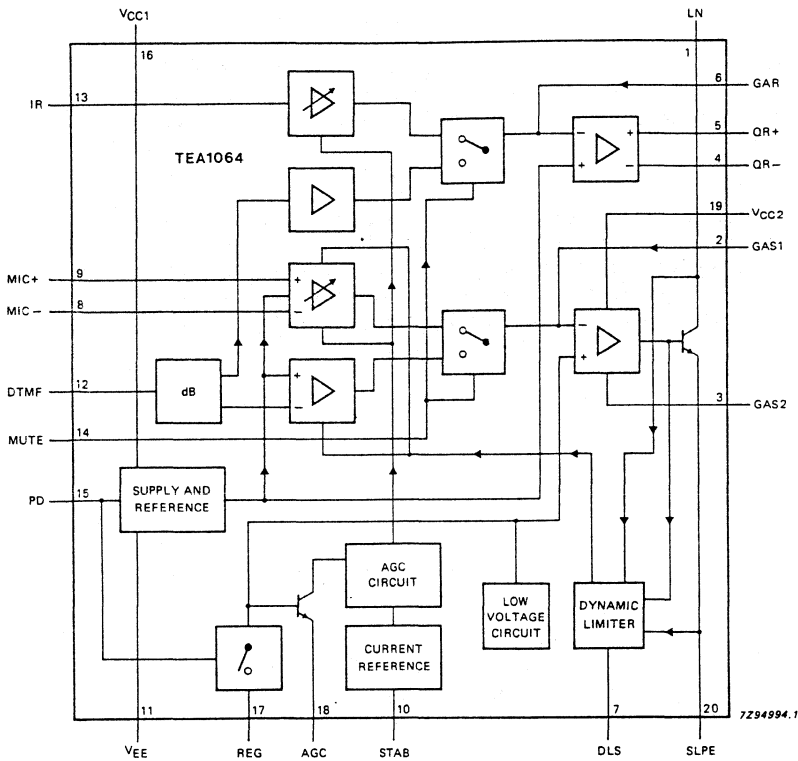 VCC1
LN
16
1
IR
13
6
GAR
TEA1064
5
QR+
4
QR−
19
VCC2
2
GAS1
MIC+
9
MIC−
8
DTMF
12
dB
3
GAS2
MUTE
14
PD
15
SUPPLY AND
REFERENCE
AGC
CIRCUIT
LOW
VOLTAGE
CIRCUIT
DYNAMIC
LIMITER
CURRENT
REFERENCE
11
17
18
10
7
20
7Z94994.1
VEE
REG
AGC
STAB
DLS
SLPE
+
−
+
−
−
+
+
−
−
+